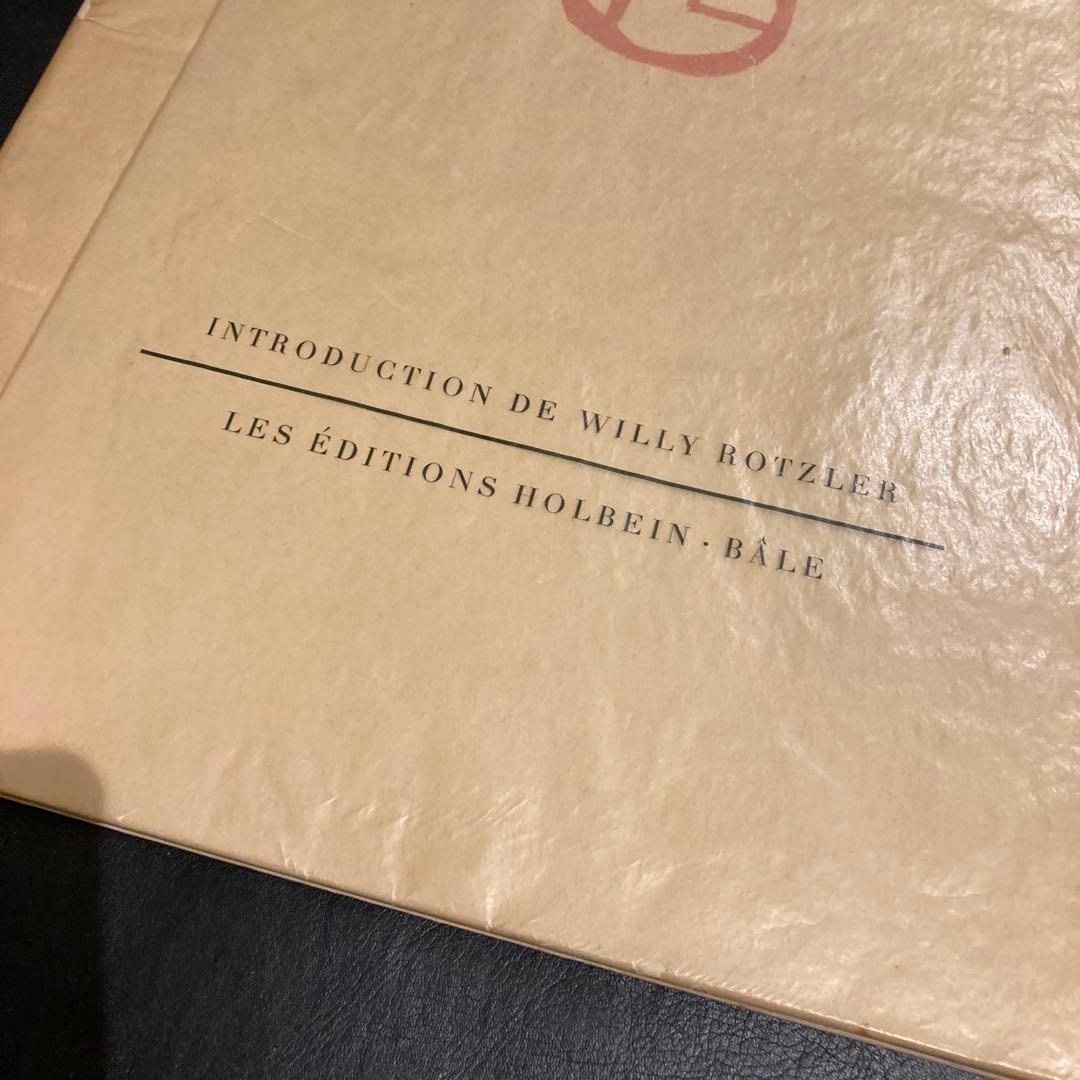 INTRODUCTION DE WILLY ROTZLER
LES ÉDITIONS HOLBEIN · BÂLE